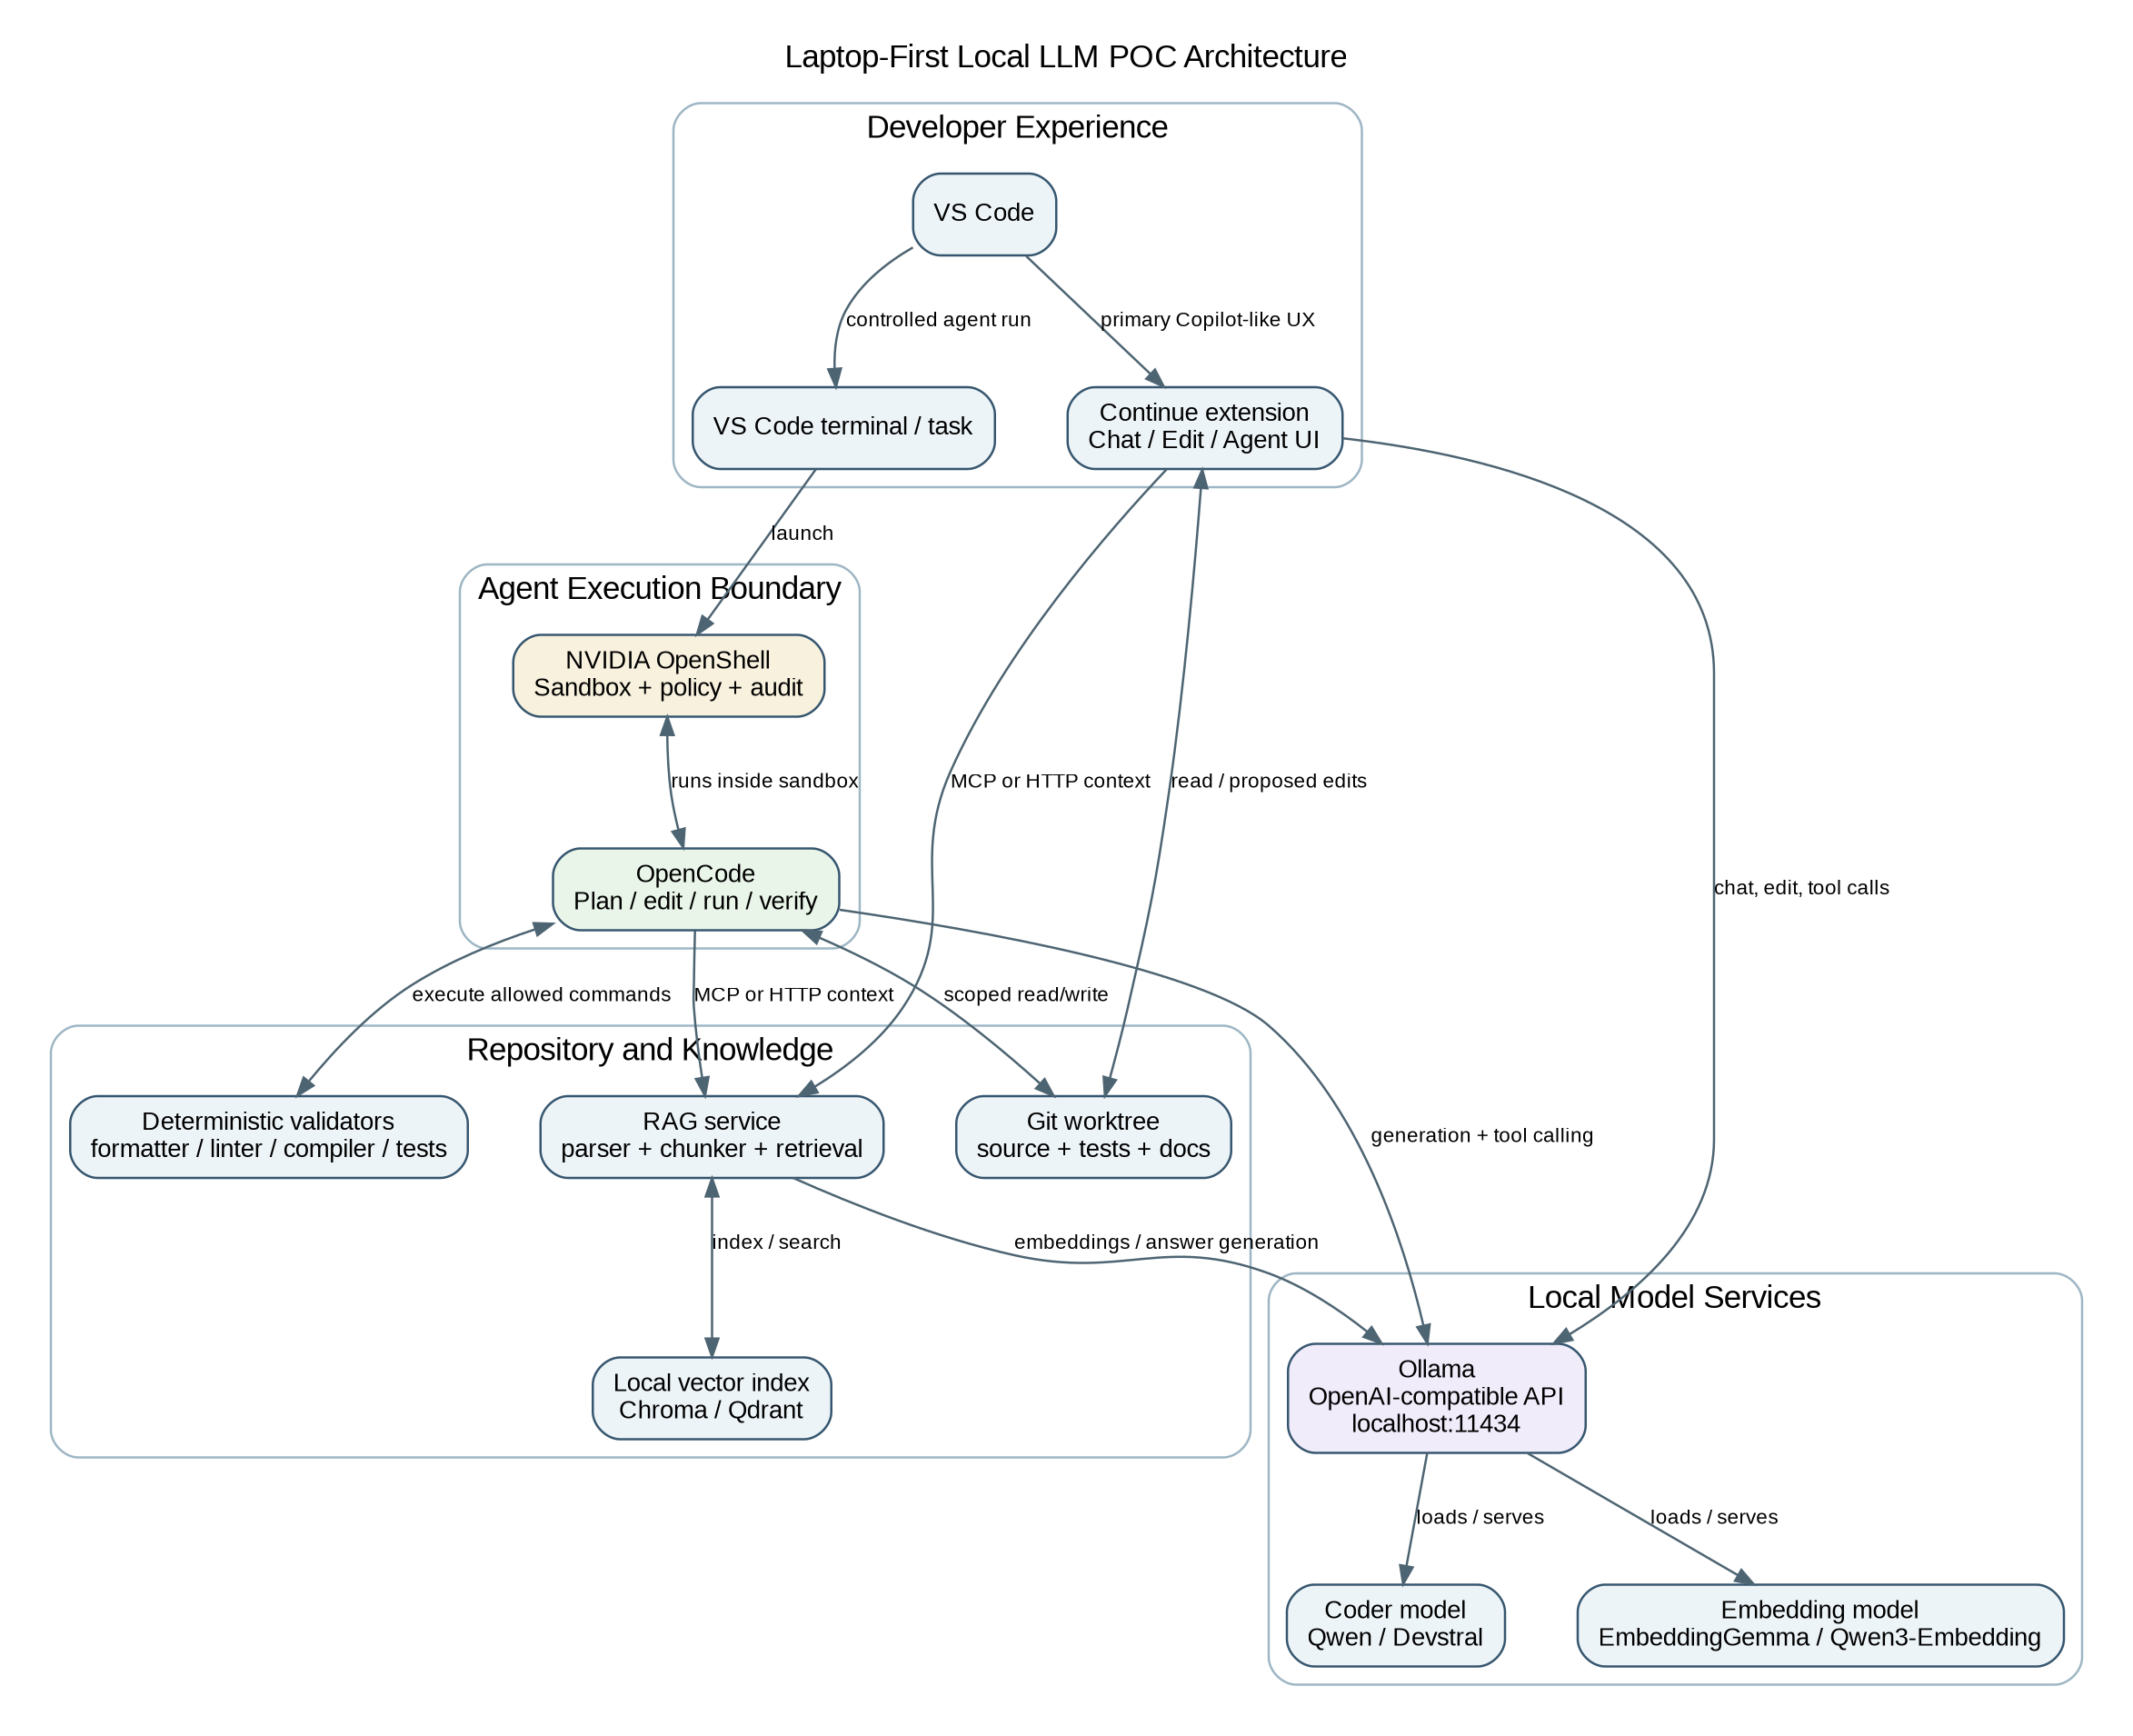 Laptop-First Local LLM POC Architecture
Developer Experience
VS Code
controlled agent run
primary Copilot-like UX
VS Code terminal / task
Continue extension
Chat / Edit / Agent UI
launch
Agent Execution Boundary
NVIDIA OpenShell
Sandbox + policy + audit
runs inside sandbox
MCP or HTTP context
read / proposed edits
OpenCode
Plan / edit / run / verify
chat, edit, tool calls
execute allowed commands
MCP or HTTP context
scoped read/write
Repository and Knowledge
Deterministic validators
formatter / linter / compiler / tests
RAG service
parser + chunker + retrieval
Git worktree
source + tests + docs
generation + tool calling
index / search
embeddings / answer generation
Local Model Services
Local vector index
Chroma / Qdrant
Ollama
OpenAI-compatible API
localhost:11434
loads / serves
loads / serves
Coder model
Qwen / Devstral
Embedding model
EmbeddingGemma / Qwen3-Embedding